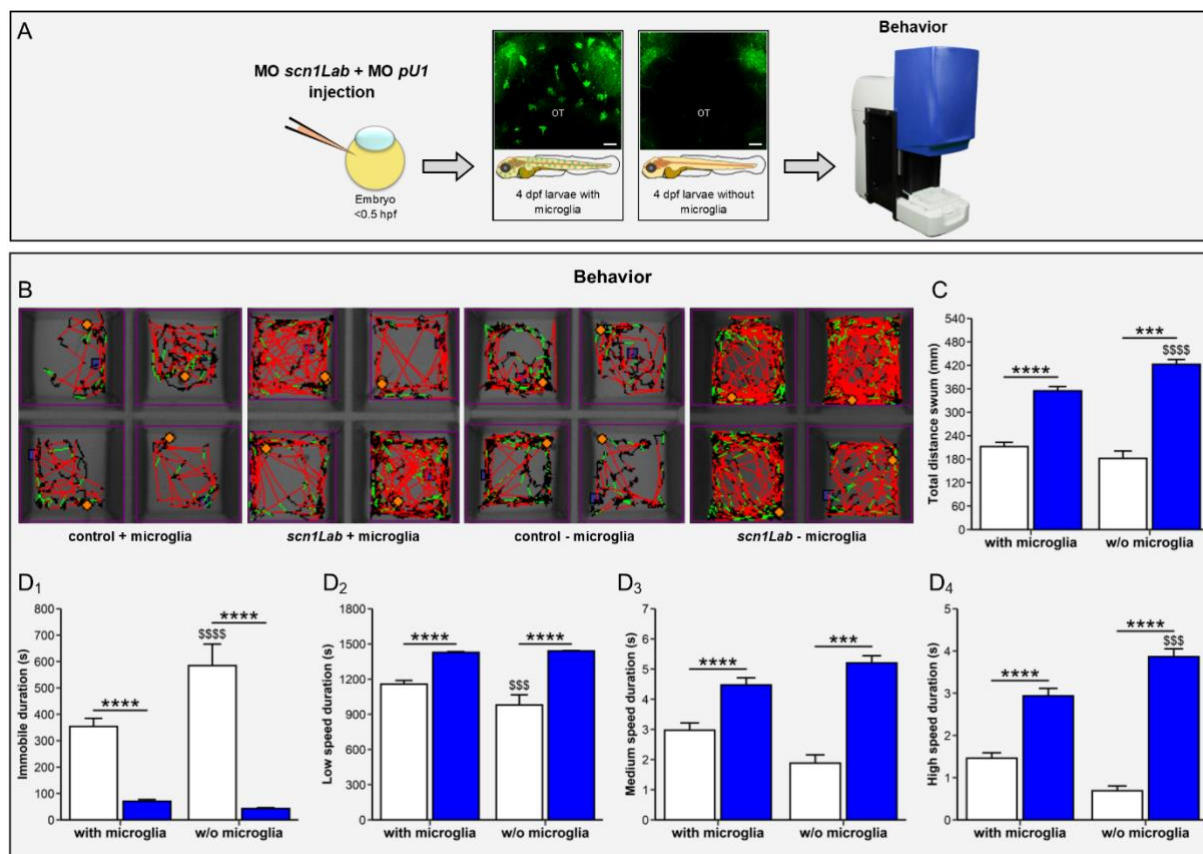 A
MO scn1Lab + MO pU1
injection
Embryo
<0.5 hpf
OT
4 dpf larvae with
microglia
OT
4 dpf larvae without
microglia
Behavior
Behavior
B
control + microglia
scn1Lab + microglia
control - microglia
scn1Lab - microglia
C
Total distance swum (mm)
540
480
420
360
300
240
180
120
60
0
****
***
$$$$
with microglia
w/o microglia
D1
Immobile duration (s)
800
700
600
500
400
300
200
100
0
****
$$$$
****
with microglia
w/o microglia
D2
Low speed duration (s)
1800
1500
1200
900
600
300
0
****
$$$
****
with microglia
w/o microglia
D3
Medium speed duration (s)
7
6
5
4
3
2
1
0
****
***
with microglia
w/o microglia
D4
High speed duration (s)
5
4
3
2
1
0
****
****
$$$
with microglia
w/o microglia